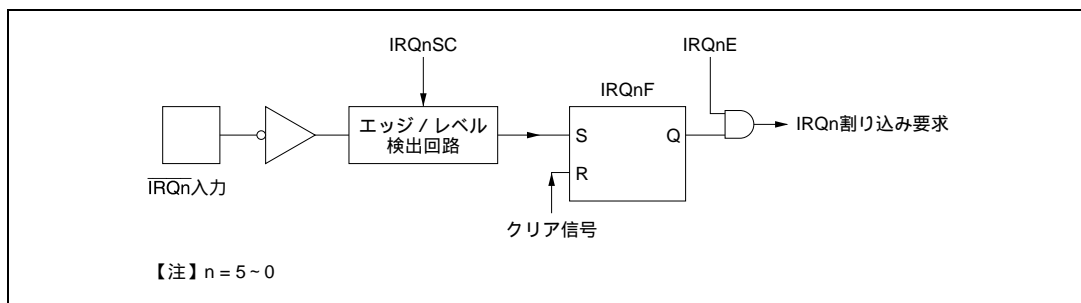 IRQnSC
IRQnE
IRQnF
エッジ / レベル
検出回路
S
Q
R
IRQn割り込み要求
IRQn入力
クリア信号
【注】n = 5~0